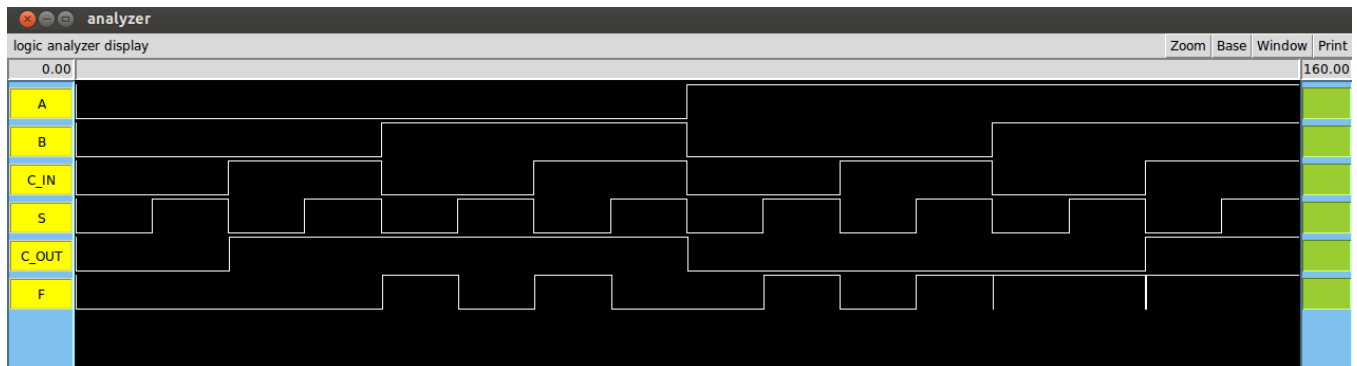 analyzer
logic analyzer display Zoom Base Window Print
0.00 160.00
A
B
C_IN
S
C_OUT
F